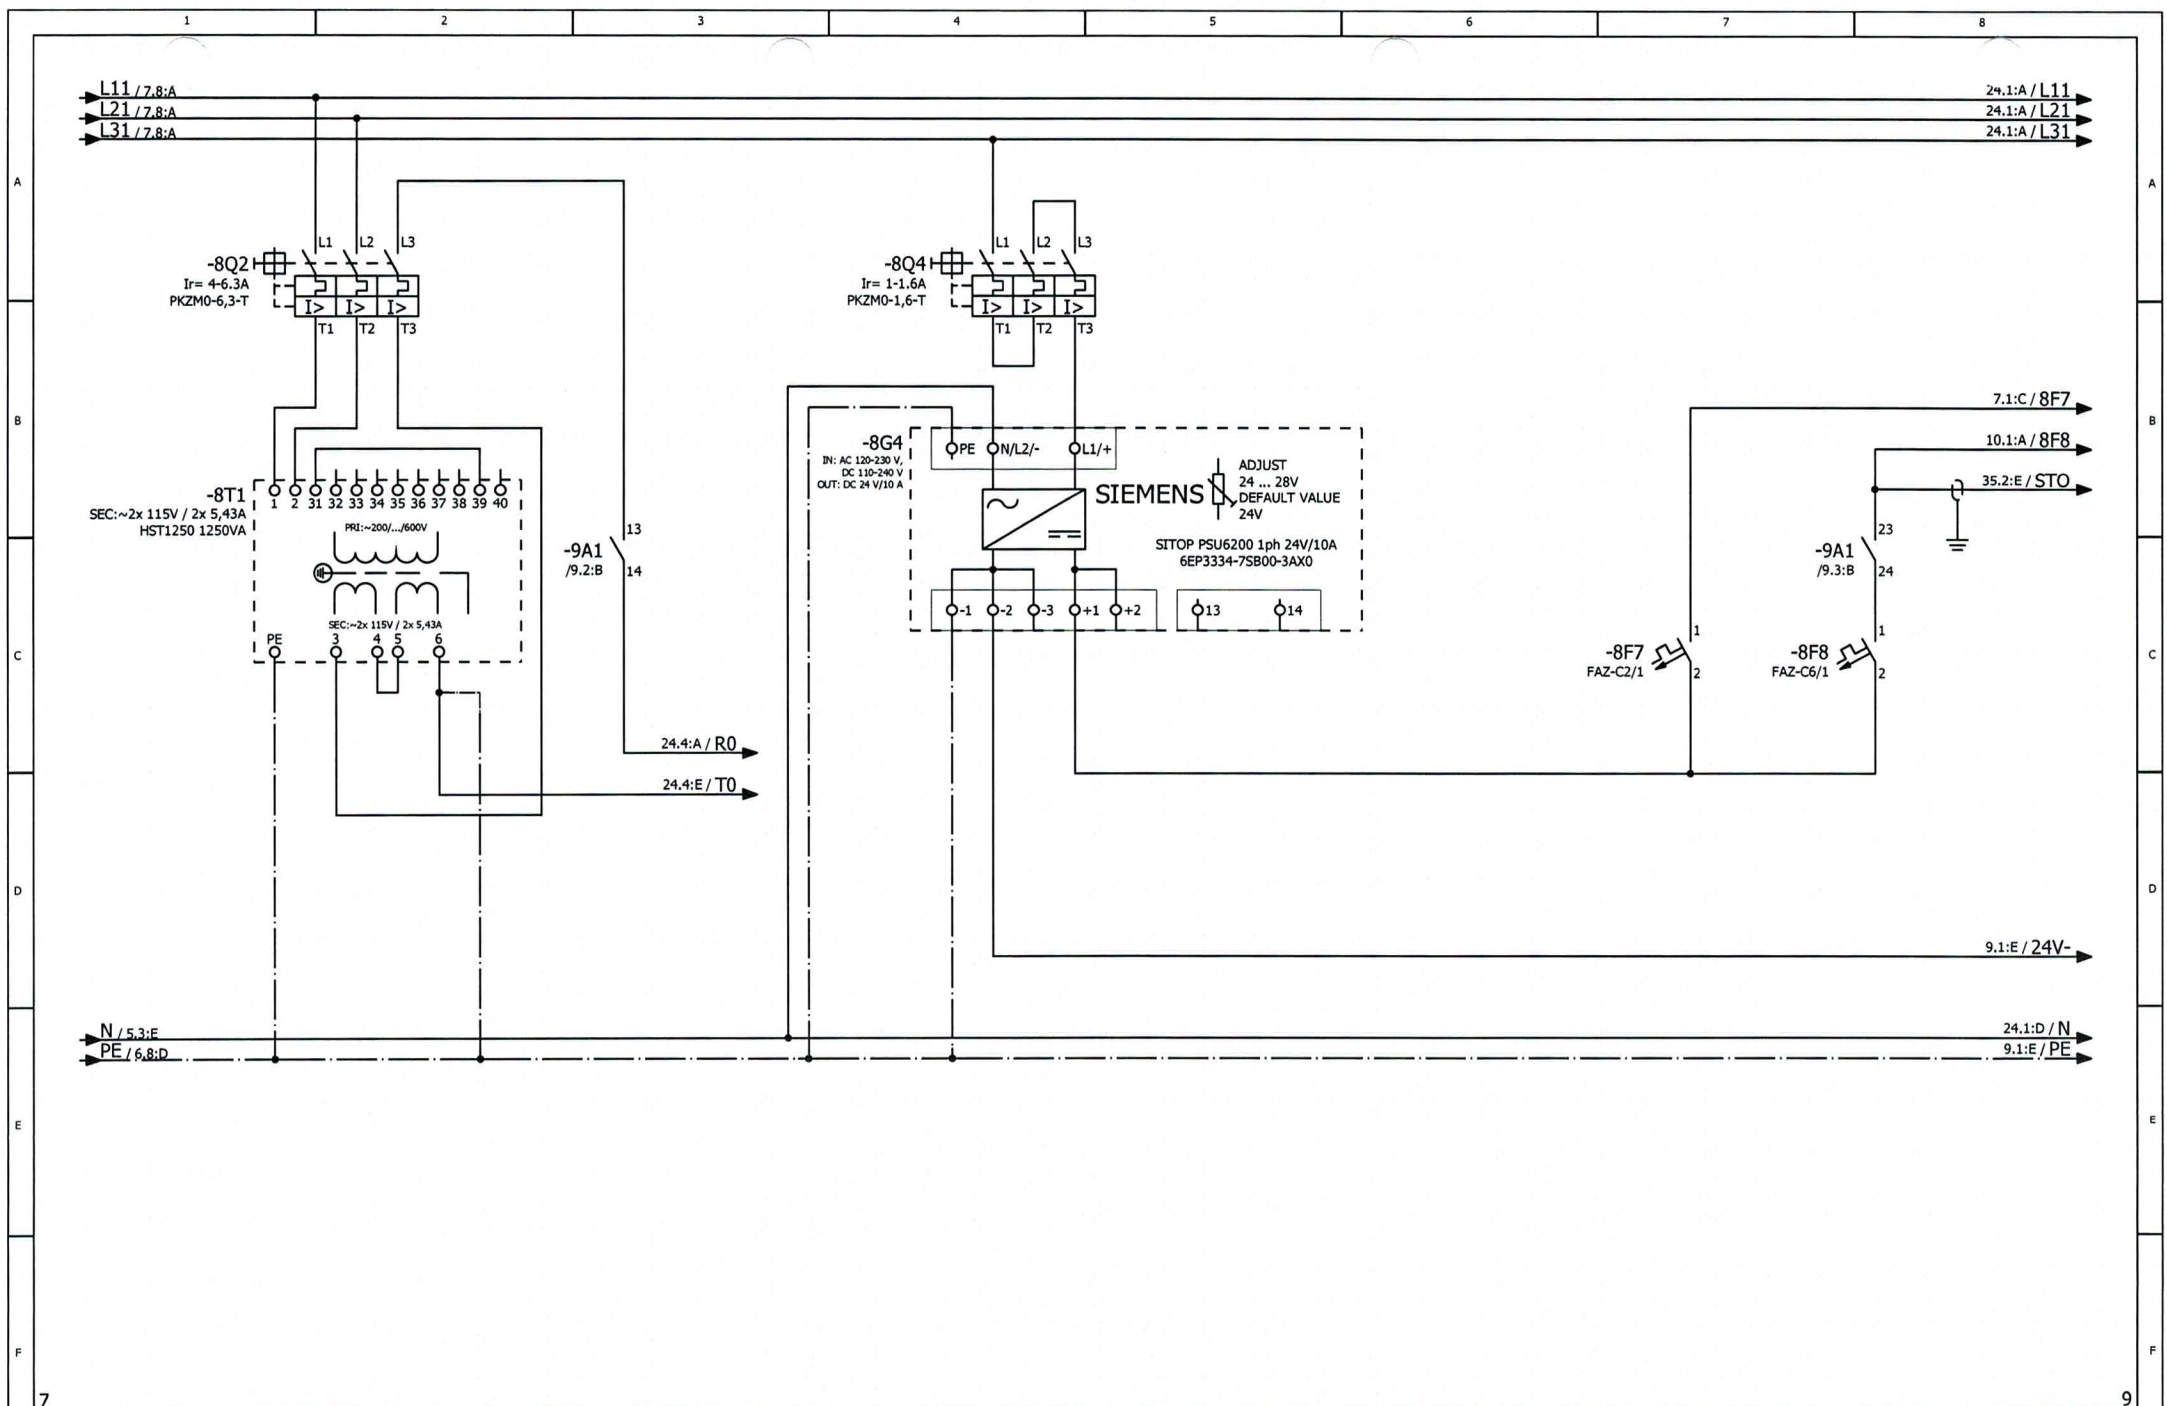 1 2 3 4 5 6 7 8
L11 / 7.8:A
24.1:A / L11
L21 / 7.8:A
24.1:A / L21
L31 / 7.8:A
24.1:A / L31
A
A
L1 L2 L3
-8Q2
Ir= 4-6.3A
PKZM0-6,3-T
I> I> I>
T1 T2 T3
L1 L2 L3
-8Q4
Ir= 1-1.6A
PKZM0-1,6-T
I> I> I>
T1 T2 T3
B
B
7.1:C / 8F7
10.1:A / 8F8
35.2:E / STO
-8G4
IN: AC 120-230 V,
DC 110-240 V
OUT: DC 24 V/10 A
PE N/L2/- L1/+
SIEMENS
ADJUST
24 ... 28V
DEFAULT VALUE
24V
SITOP PSU6200 1ph 24V/10A
6EP3334-7SB00-3AX0
-1 -2 -3 +1 +2
13 14
-8T1
SEC:~2x 115V / 2x 5,43A
HST1250 1250VA
1 2 31 32 33 34 35 36 37 38 39 40
PRI:~200/.../600V
SEC:~2x 115V / 2x 5,43A
PE 3 4 5 6
13
-9A1
/9.2:B
14
23
-9A1
/9.3:B
24
C
C
1
-8F7
FAZ-C2/1
2
1
-8F8
FAZ-C6/1
2
24.4:A / R0
24.4:E / T0
D
D
9.1:E / 24V-
N / 5.3:E
24.1:D / N
PE / 6.8:D
9.1:E / PE
E
E
F
F
7
9